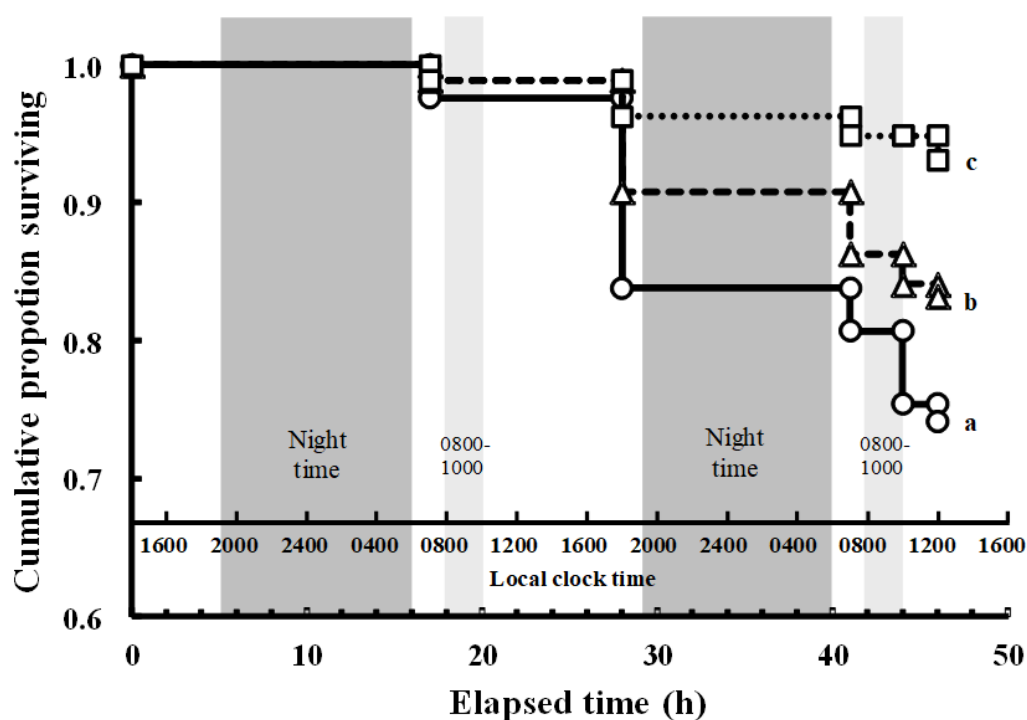 Cumulative propotion surviving
1.0
0.9
0.8
0.7
0.6
c
b
a
Night
time
0800-
1000
Night
time
0800-
1000
1600 2000 2400 0400 0800 1200 1600 2000 2400 0400 0800 1200 1600
Local clock time
0 10 20 30 40 50
Elapsed time (h)